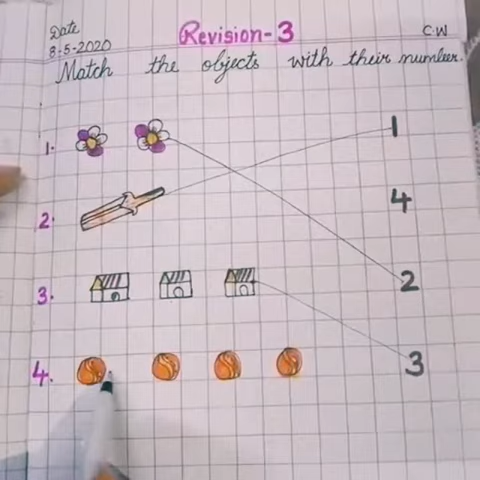 Date
Revision-3
C.W
8-5-2020
Match the objects with their number.
1.
1
2.
4
3.
2
4.
3